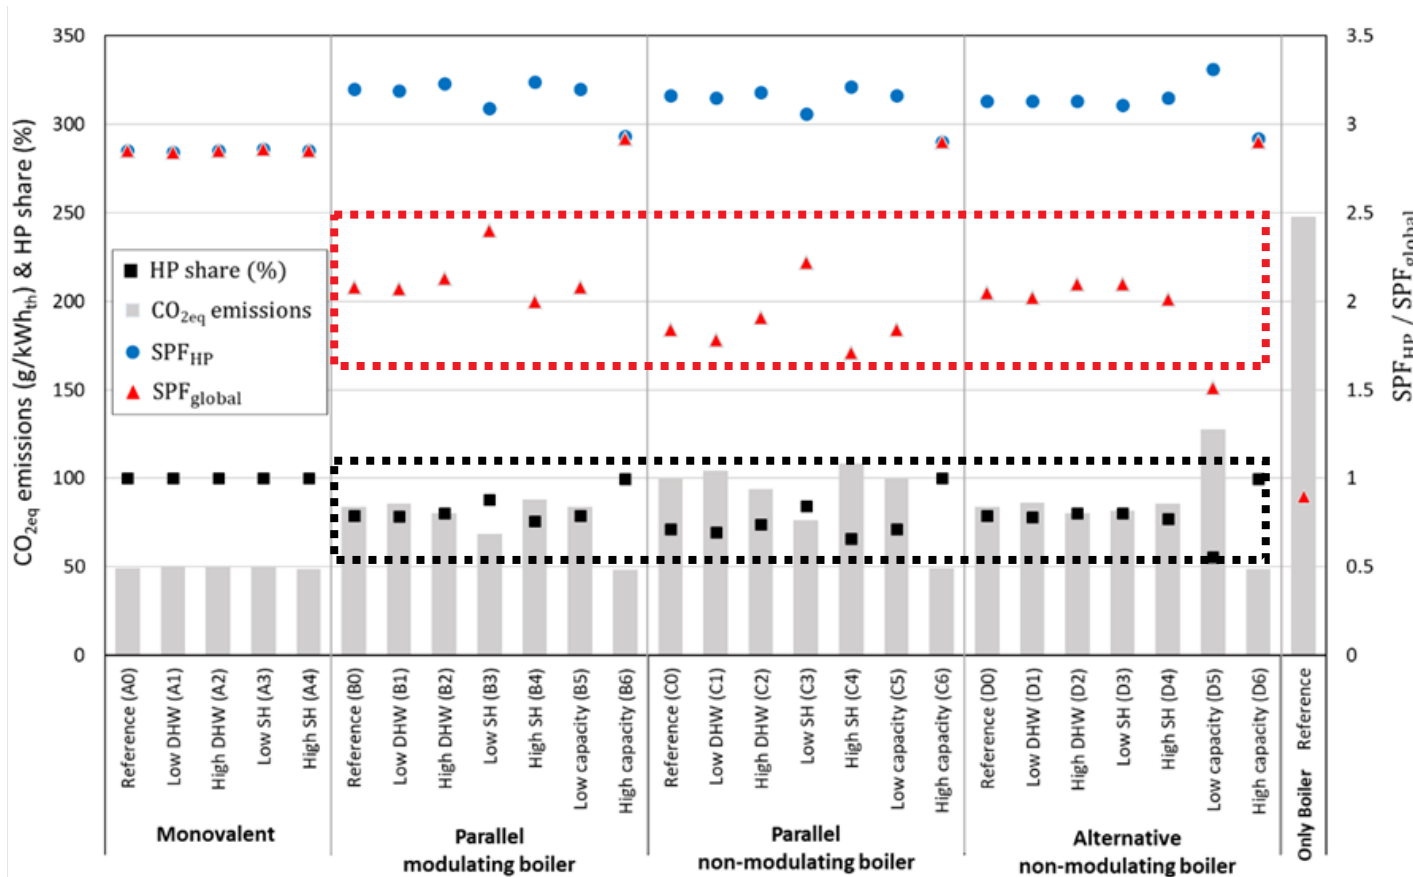 350
300
250
200
150
100
50
0
CO2eq emissions (g/kWhth) & HP share (%)
HP share (%)
CO2eq emissions
SPFHP
SPFglobal
3.5
3
2.5
2
1.5
1
0.5
0
SPFHP / SPFglobal
Reference (A0)
Low DHW (A1)
High DHW (A2)
Low SH (A3)
High SH (A4)
Reference (B0)
Low DHW (B1)
High DHW (B2)
Low SH (B3)
High SH (B4)
Low capacity (B5)
High capacity (B6)
Reference (C0)
Low DHW (C1)
High DHW (C2)
Low SH (C3)
High SH (C4)
Low capacity (C5)
High capacity (C6)
Reference (D0)
Low DHW (D1)
High DHW (D2)
Low SH (D3)
High SH (D4)
Low capacity (D5)
High capacity (D6)
Reference
Monovalent
Parallel
modulating boiler
Parallel
non-modulating boiler
Alternative
non-modulating boiler
Only Boiler